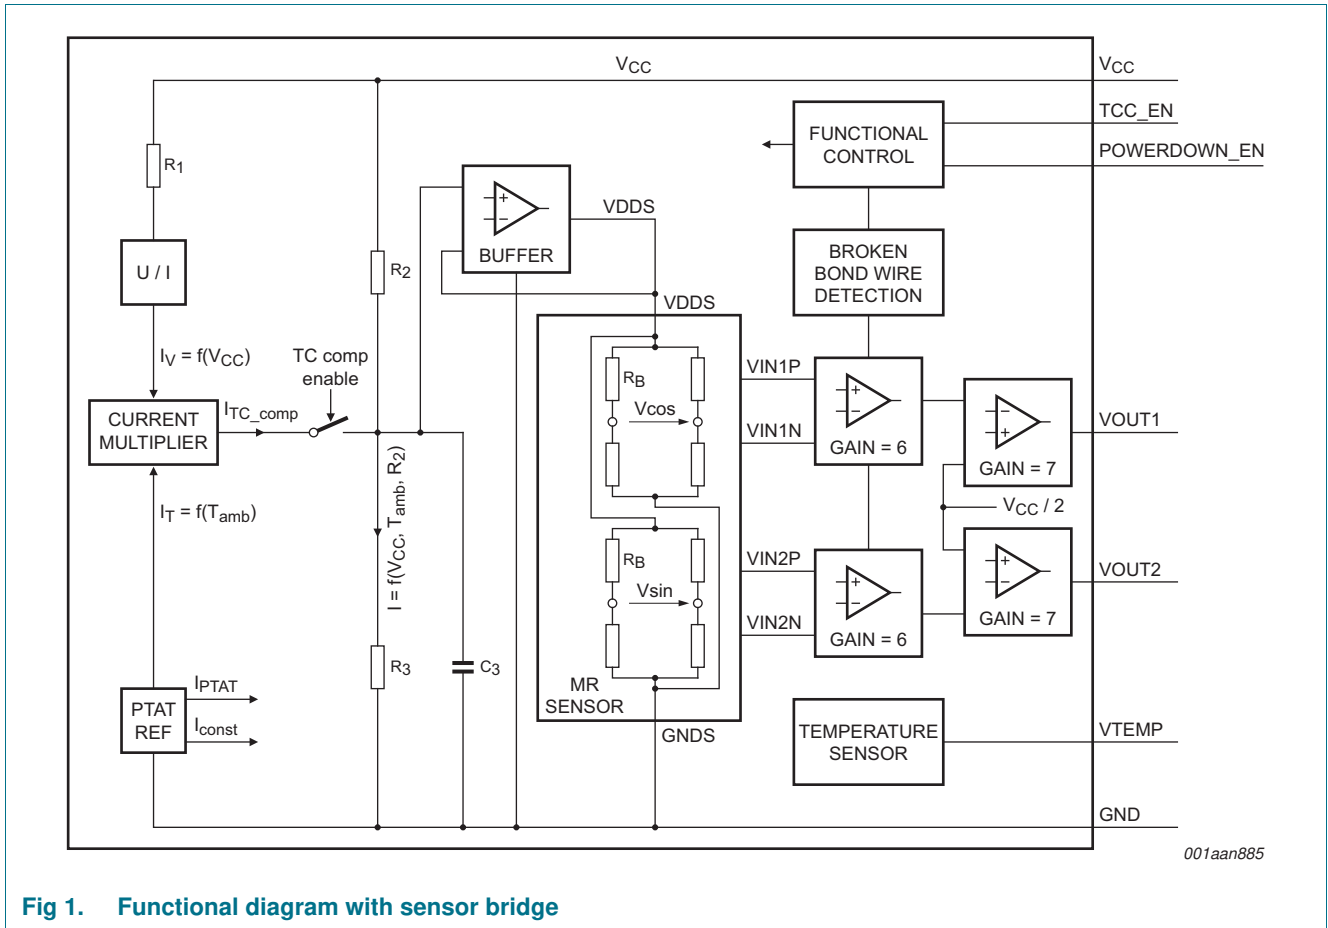 VCC
VCC
TCC_EN
POWERDOWN_EN
FUNCTIONAL
CONTROL
R1
VDDS
BUFFER
BROKEN
BOND WIRE
DETECTION
U / I
R2
VDDS
IV = f(VCC)
TC comp
enable
RB
VIN1P
Vcos
ITC_comp
CURRENT
MULTIPLIER
VIN1N
GAIN = 6
VOUT1
GAIN = 7
IT = f(Tamb)
I = f(VCC, Tamb, R2)
VCC / 2
RB
VIN2P
VOUT2
Vsin
VIN2N
GAIN = 7
GAIN = 6
R3
C3
IPTAT
PTAT
REF
Iconst
MR
SENSOR
GNDS
TEMPERATURE
SENSOR
VTEMP
GND
001aan885
Fig 1. Functional diagram with sensor bridge